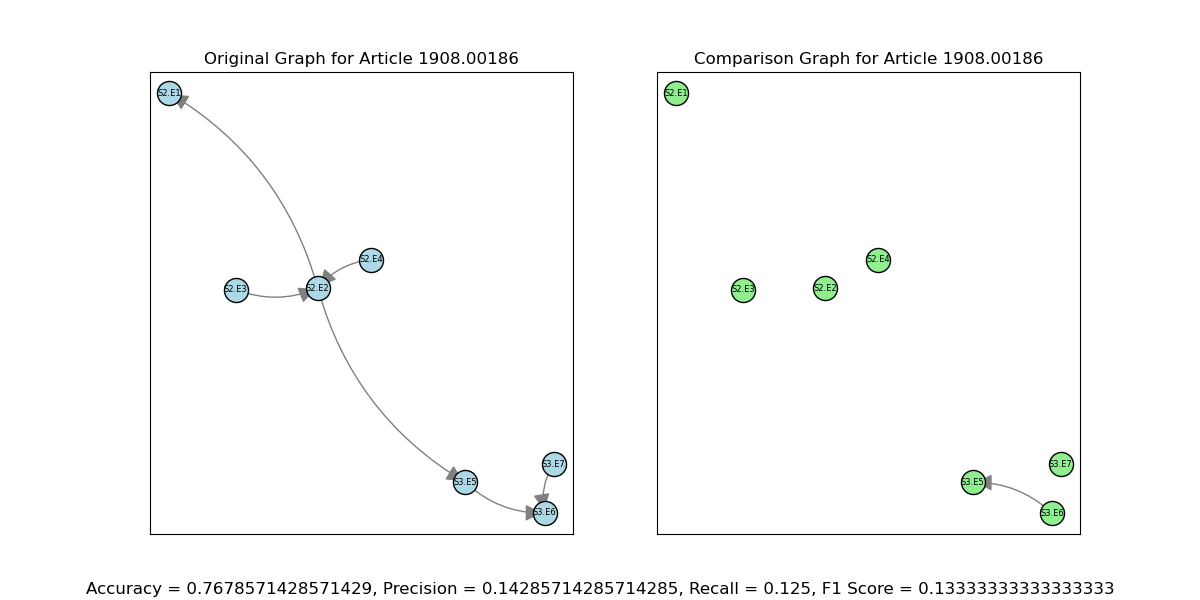 Original Graph for Article 1908.00186
Comparison Graph for Article 1908.00186
S2.E1
S2.E4
S2.E3
S2.E2
S3.E7
S3.E5
S3.E6
S2.E1
S2.E4
S2.E3
S2.E2
S3.E7
S3.E5
S3.E6
Accuracy = 0.7678571428571429, Precision = 0.14285714285714285, Recall = 0.125, F1 Score = 0.13333333333333333